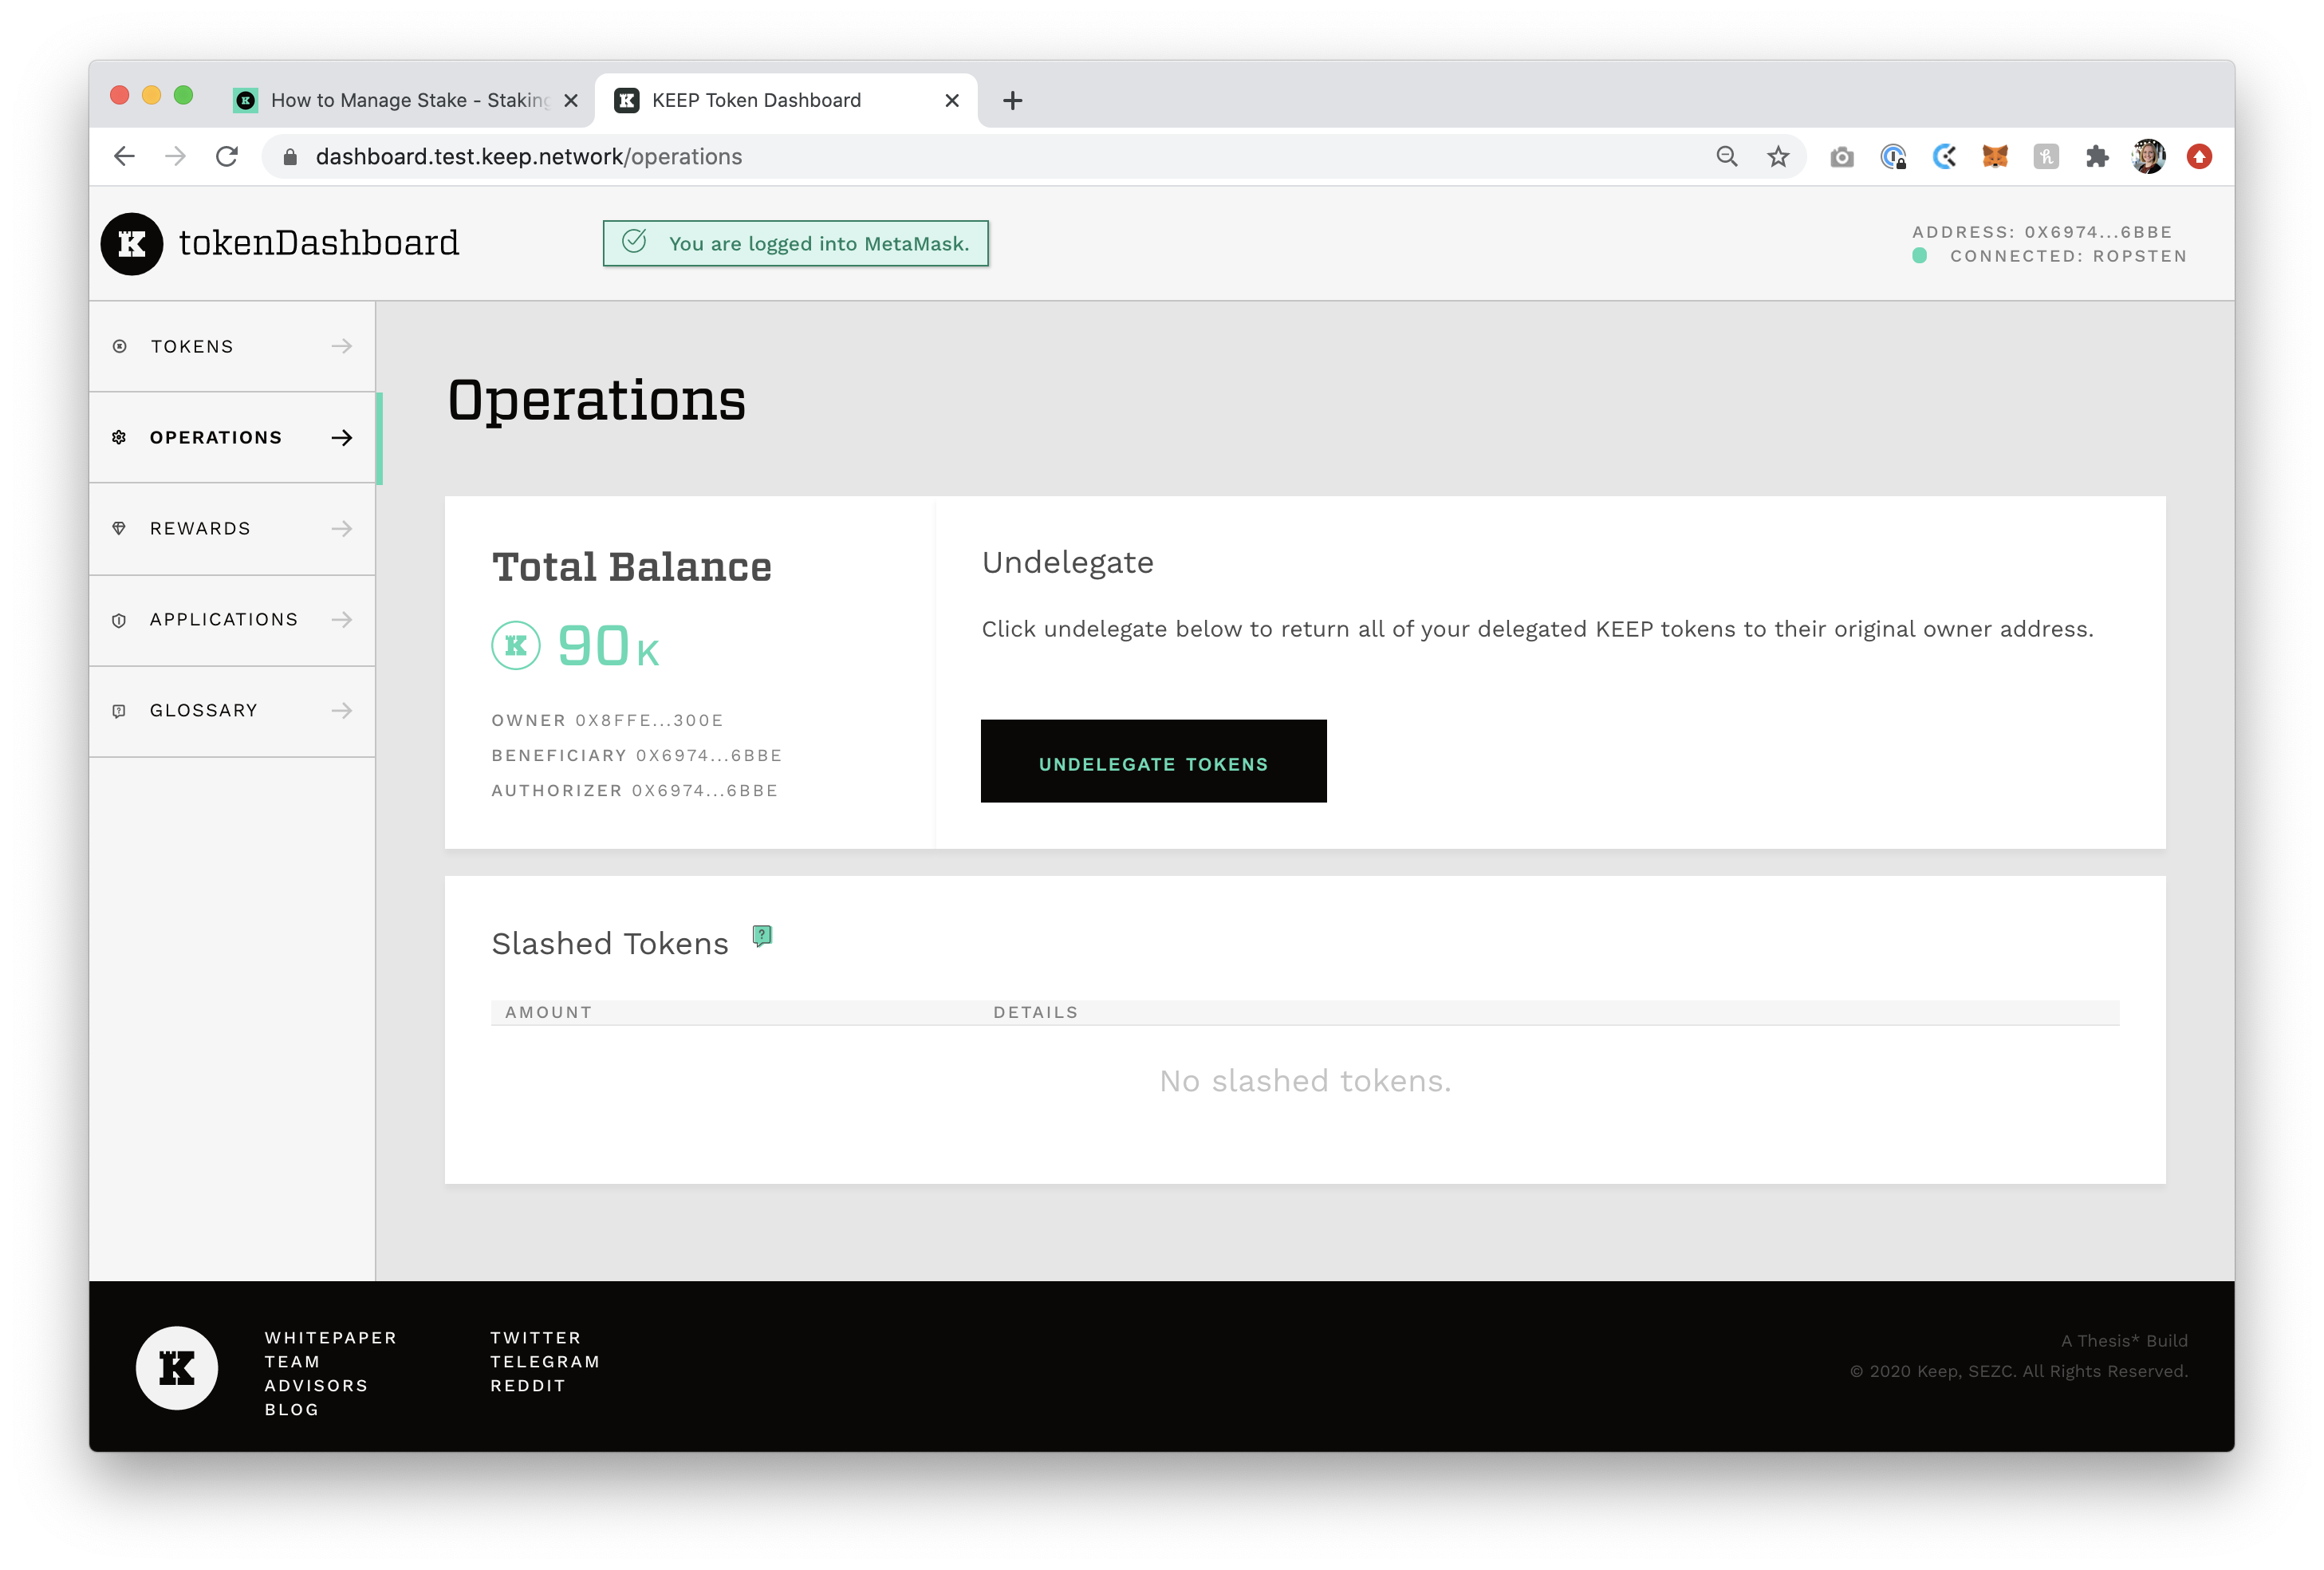 How to Manage Stake - Staking
KEEP Token Dashboard
dashboard.test.keep.network/operations
K tokenDashboard
You are logged into MetaMask.
ADDRESS: 0X6974...6BBE
CONNECTED: ROPSTEN
TOKENS
OPERATIONS
REWARDS
APPLICATIONS
GLOSSARY
Operations
Total Balance
K 90 K
OWNER 0X8FFE...300E
BENEFICIARY 0X6974...6BBE
AUTHORIZER 0X6974...6BBE
Undelegate
Click undelegate below to return all of your delegated KEEP tokens to their original owner address.
UNDELEGATE TOKENS
Slashed Tokens ?
AMOUNT DETAILS
No slashed tokens.
K
WHITEPAPER
TEAM
ADVISORS
BLOG
TWITTER
TELEGRAM
REDDIT
A Thesis* Build
© 2020 Keep, SEZC. All Rights Reserved.